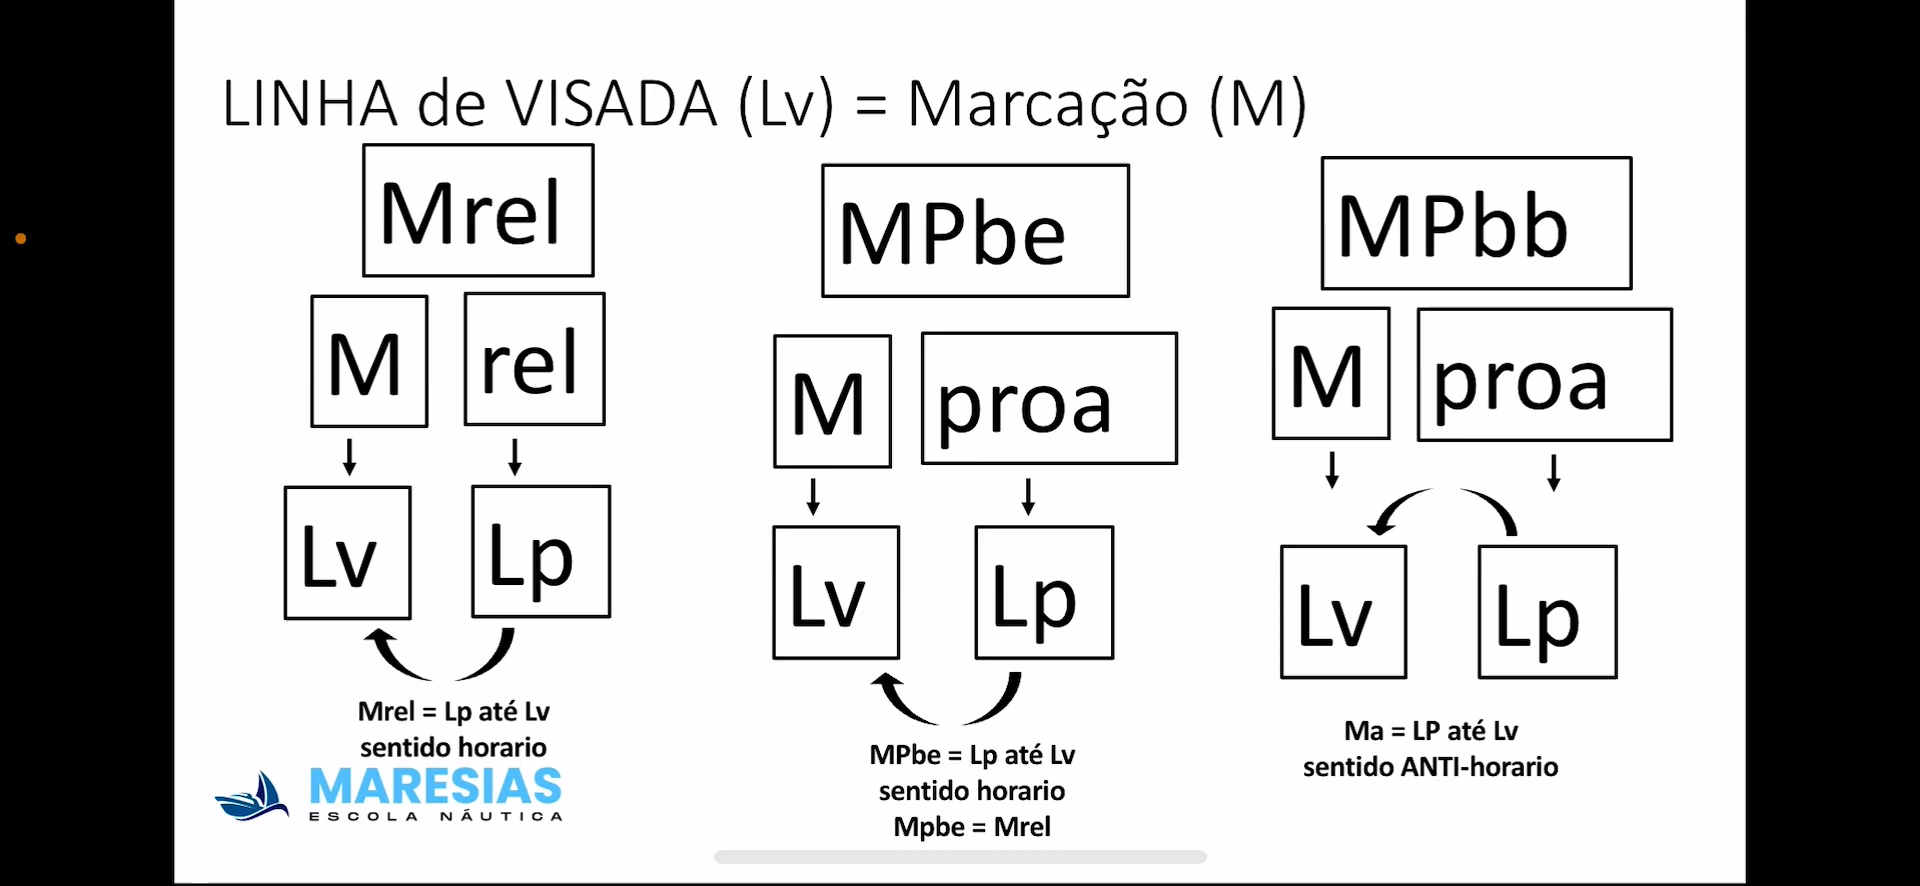 LINHA de VISADA (Lv) = Marcação (M)
Mrel
M rel
Lv Lp
Mrel = Lp até Lv
sentido horario
MPbe
M proa
Lv Lp
MPbe = Lp até Lv
sentido horario
Mpbe = Mrel
MPbb
M proa
Lv Lp
Ma = LP até Lv
sentido ANTI-horario
MARESIAS
ESCOLA NÁUTICA